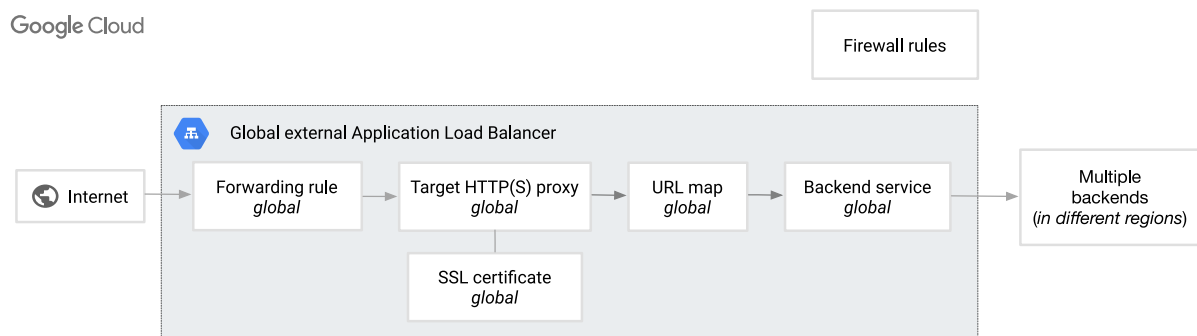 Google Cloud
Firewall rules
Global external Application Load Balancer
Internet
Forwarding rule
global
Target HTTP(S) proxy
global
URL map
global
Backend service
global
Multiple
backends
(in different regions)
SSL certificate
global